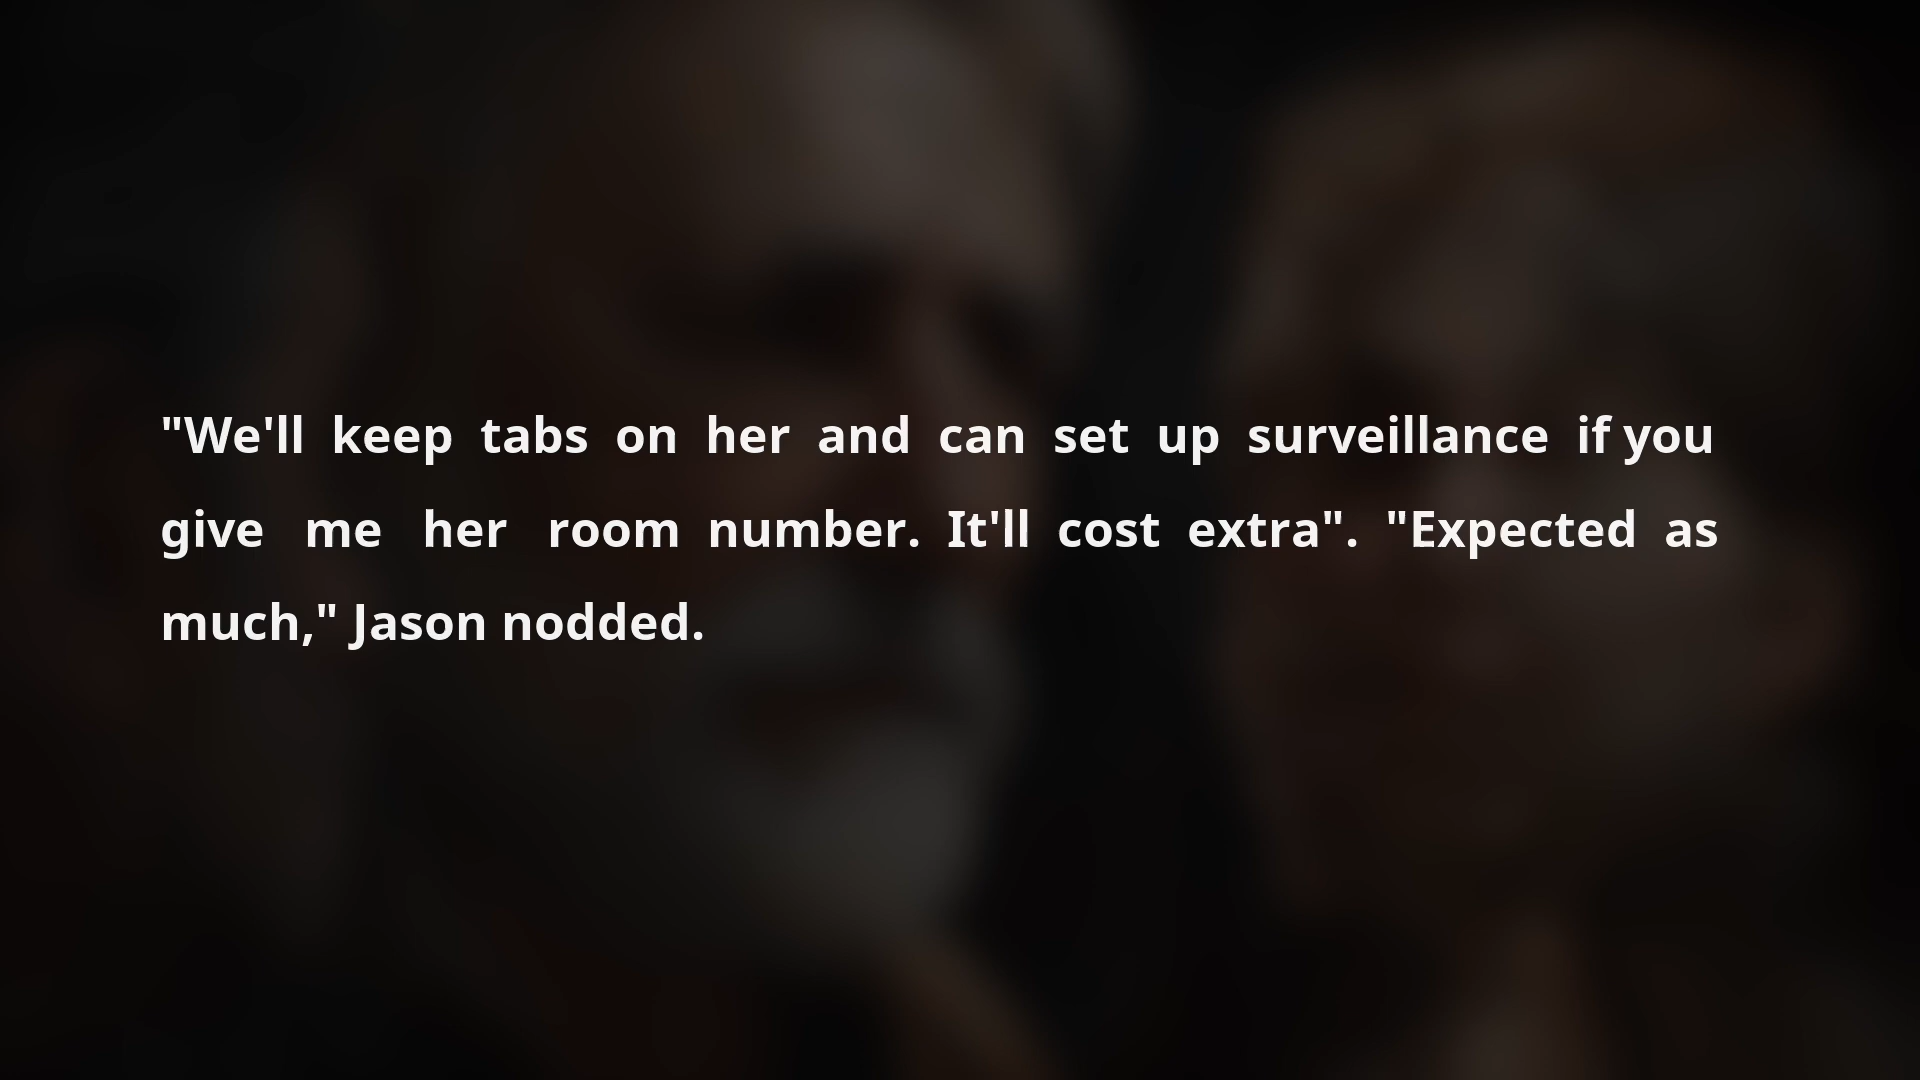 "We'll keep tabs on her and can set up surveillance if you
give me her room number. It'll cost extra". "Expected as
much," Jason nodded.